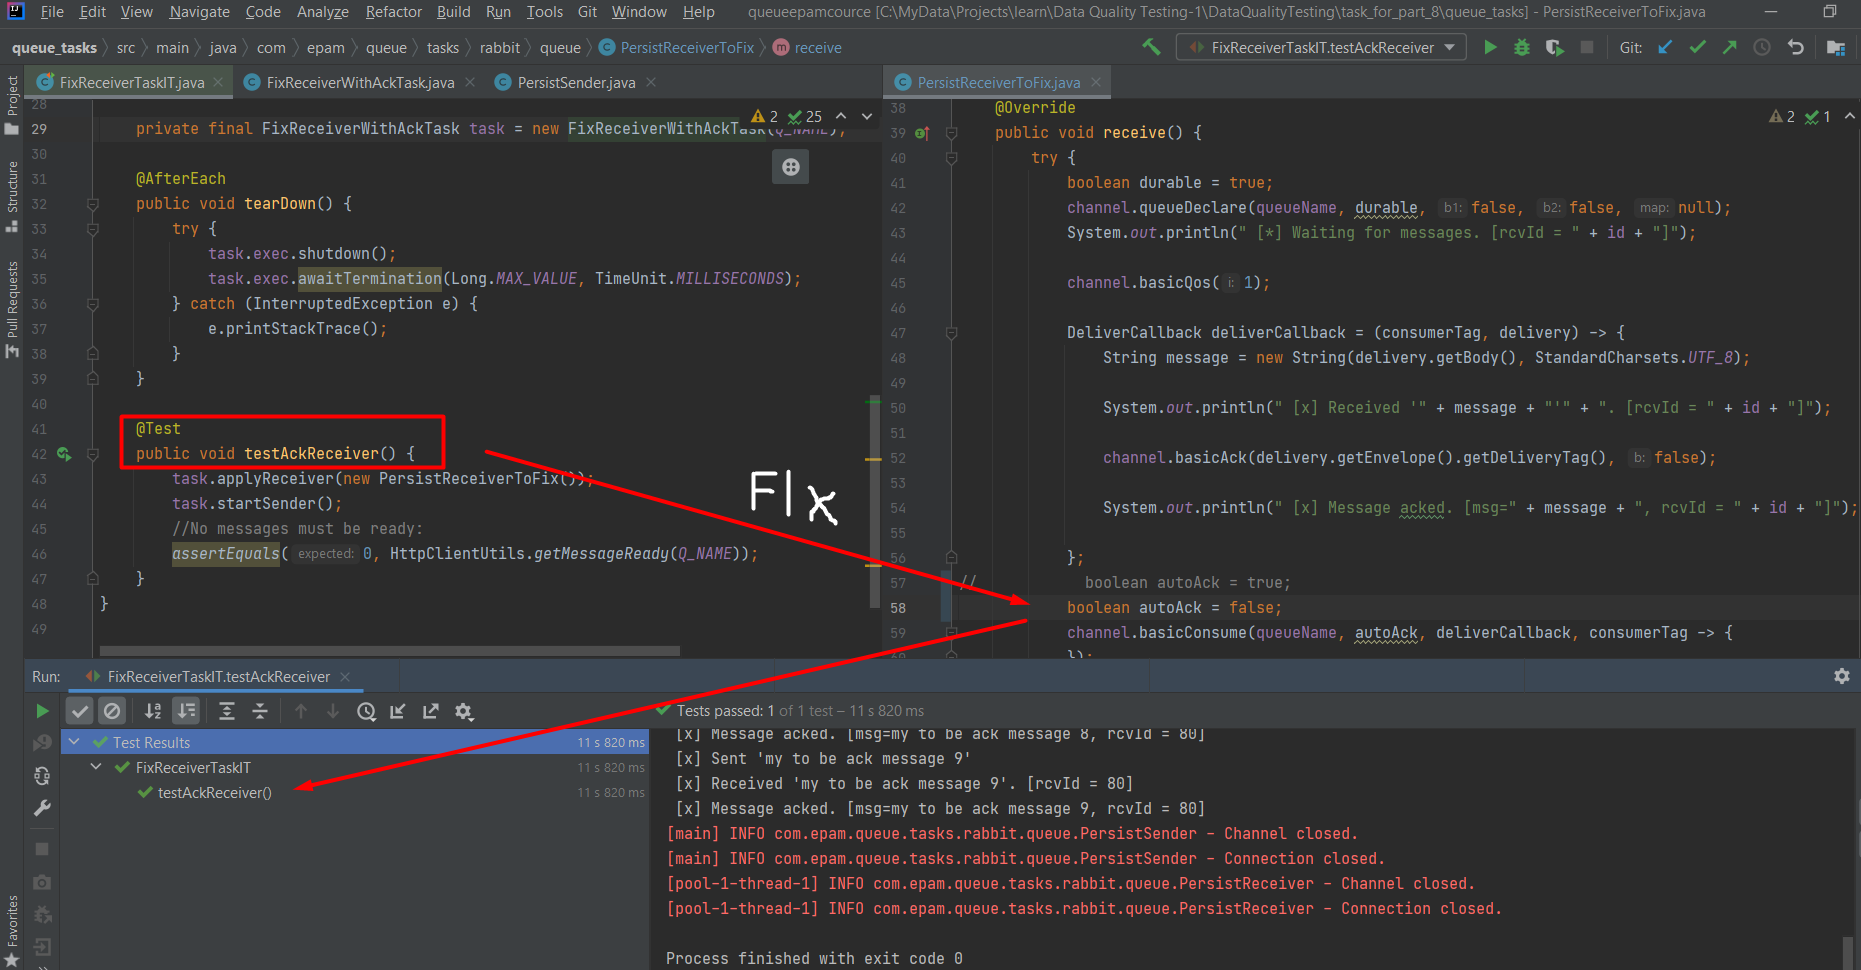 File Edit View Navigate Code Analyze Refactor Build Run Tools Git Window Help queueepamcource [C:\MyData\Projects\learn\Data Quality Testing-1\DataQualityTesting\task_for_part_8\queue_tasks] - PersistReceiverToFix.java
queue_tasks src main java com epam queue tasks rabbit queue PersistReceiverToFix receive FixReceiverTaskIT.testAckReceiver Git:
FixReceiverTaskIT.java FixReceiverWithAckTask.java PersistSender.java PersistReceiverToFix.java
Project
Structure
Pull Requests
Favorites
2 25
28
29 private final FixReceiverWithAckTask task = new FixReceiverWithAckTask(Q_NAME);
30
31 @AfterEach
32 public void tearDown() {
33 try {
34 task.exec.shutdown();
35 task.exec.awaitTermination(Long.MAX_VALUE, TimeUnit.MILLISECONDS);
36 } catch (InterruptedException e) {
37 e.printStackTrace();
38 }
39 }
40
41 @Test
42 public void testAckReceiver() {
43 task.applyReceiver(new PersistReceiverToFix());
44 task.startSender();
45 //No messages must be ready:
46 assertEquals( expected: 0, HttpClientUtils.getMessageReady(Q_NAME));
47 }
48 }
49
FIx
2 1
38 @Override
39 public void receive() {
40 try {
41 boolean durable = true;
42 channel.queueDeclare(queueName, durable, b1: false, b2: false, map: null);
43 System.out.println(" [*] Waiting for messages. [rcvId = " + id + "]");
44
45 channel.basicQos( i: 1);
46
47 DeliverCallback deliverCallback = (consumerTag, delivery) -> {
48 String message = new String(delivery.getBody(), StandardCharsets.UTF_8);
49
50 System.out.println(" [x] Received '" + message + "'" + ". [rcvId = " + id + "]");
51
52 channel.basicAck(delivery.getEnvelope().getDeliveryTag(), b: false);
53
54 System.out.println(" [x] Message acked. [msg=" + message + ", rcvId = " + id + "]");
55
56 };
57 // boolean autoAck = true;
58 boolean autoAck = false;
59 channel.basicConsume(queueName, autoAck, deliverCallback, consumerTag -> {
60 });
Run: FixReceiverTaskIT.testAckReceiver
Tests passed: 1 of 1 test – 11 s 820 ms
Test Results 11 s 820 ms
FixReceiverTaskIT 11 s 820 ms
testAckReceiver() 11 s 820 ms
[x] Message acked. [msg=my to be ack message 8, rcvId = 80]
[x] Sent 'my to be ack message 9'
[x] Received 'my to be ack message 9'. [rcvId = 80]
[x] Message acked. [msg=my to be ack message 9, rcvId = 80]
[main] INFO com.epam.queue.tasks.rabbit.queue.PersistSender - Channel closed.
[main] INFO com.epam.queue.tasks.rabbit.queue.PersistSender - Connection closed.
[pool-1-thread-1] INFO com.epam.queue.tasks.rabbit.queue.PersistReceiver - Channel closed.
[pool-1-thread-1] INFO com.epam.queue.tasks.rabbit.queue.PersistReceiver - Connection closed.
Process finished with exit code 0